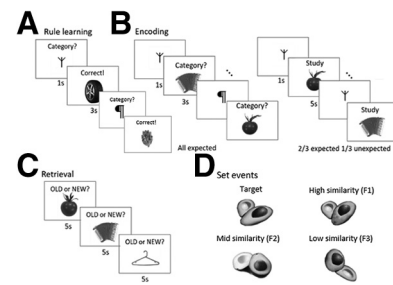 A Rule learning
Category?
1s
Correct!
3s
Category?
Correct!
B Encoding
Category?
1s
Category?
3s
Category?
All expected
1s
Study
5s
Study
2/3 expected 1/3 unexpected
C Retrieval
OLD or NEW?
5s
OLD or NEW?
5s
OLD or NEW?
5s
D Set events
Target
High similarity (F1)
Mid similarity (F2)
Low similarity (F3)